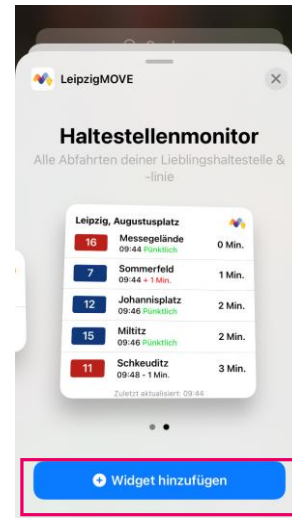 LeipzigMOVE
Haltestellenmonitor
Alle Abfahrten deiner Lieblingshaltestelle &
-linie
Leipzig, Augustusplatz
16 Messegelände 0 Min.
09:44 Pünktlich
7 Sommerfeld 1 Min.
09:44 + 1 Min.
12 Johannisplatz 2 Min.
09:46 Pünktlich
15 Miltitz 2 Min.
09:46 Pünktlich
11 Schkeuditz 3 Min.
09:48 - 1 Min.
Zuletzt aktualisiert: 09:44
Widget hinzufügen